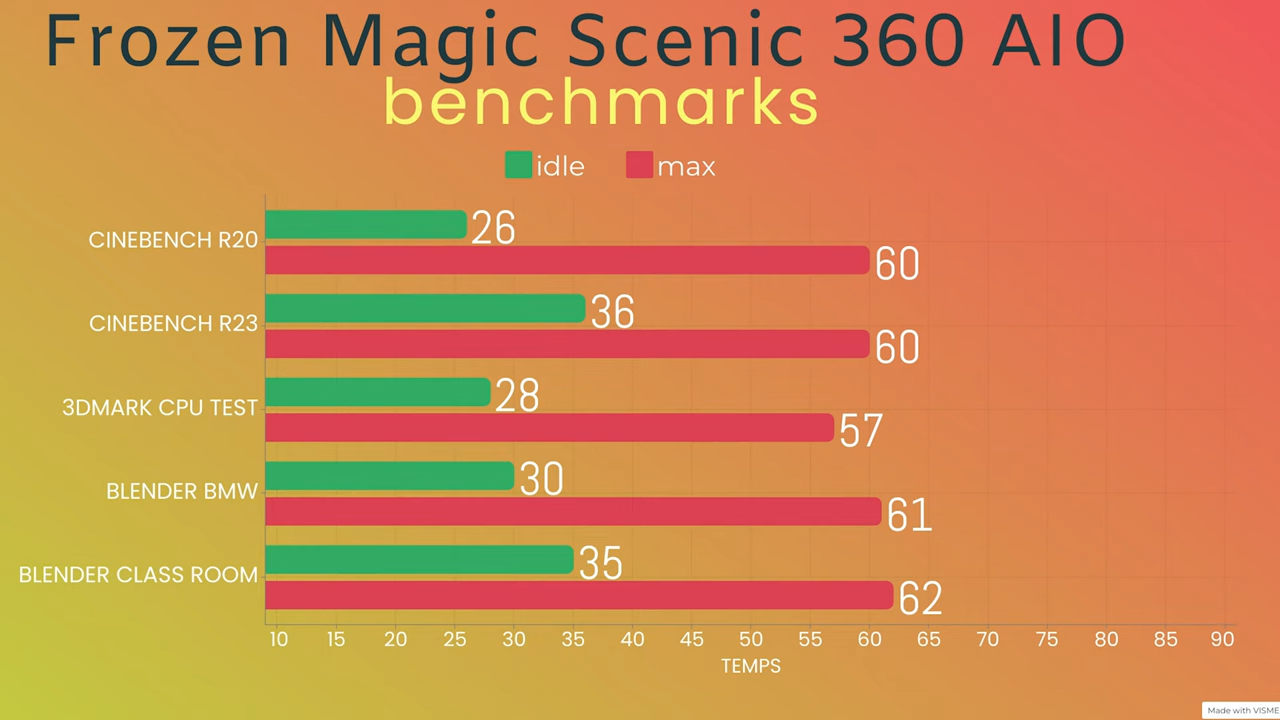 Frozen Magic Scenic 360 AIO
benchmarks
idle max
CINEBENCH R20
26
60
CINEBENCH R23
36
60
3DMARK CPU TEST
28
57
BLENDER BMW
30
61
BLENDER CLASS ROOM
35
62
10 15 20 25 30 35 40 45 50 55 60 65 70 75 80 85 90
TEMPS
Made with VISME